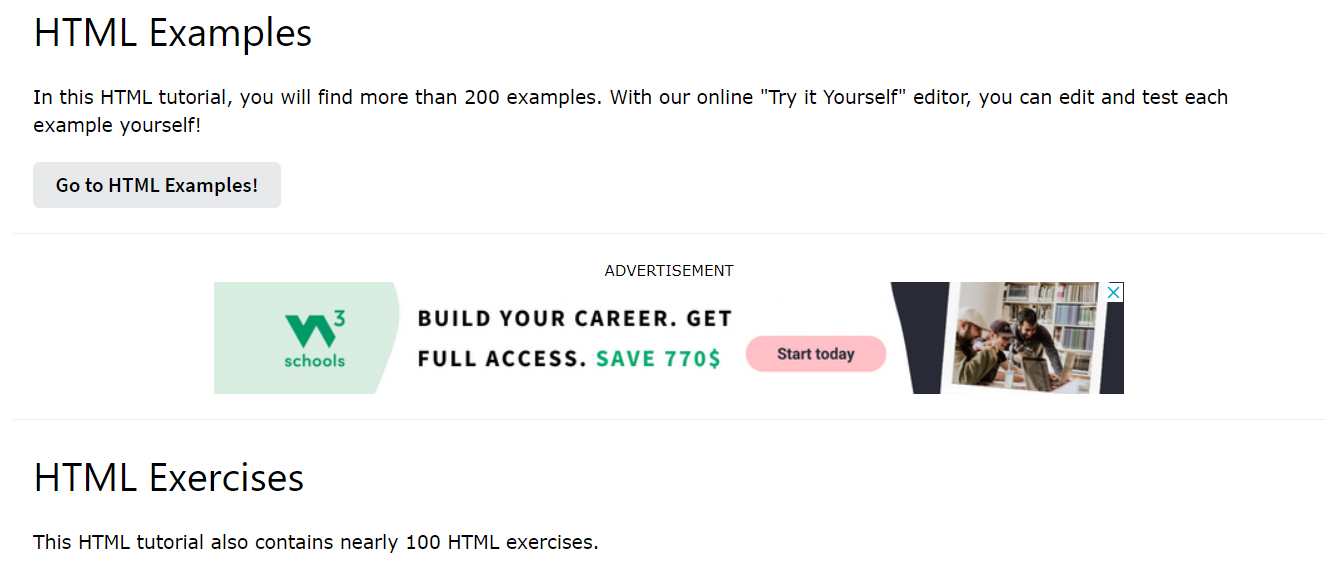 HTML Examples
In this HTML tutorial, you will find more than 200 examples. With our online "Try it Yourself" editor, you can edit and test each
example yourself!
Go to HTML Examples!
ADVERTISEMENT
3
schools
BUILD YOUR CAREER. GET
FULL ACCESS. SAVE 770$
Start today
HTML Exercises
This HTML tutorial also contains nearly 100 HTML exercises.